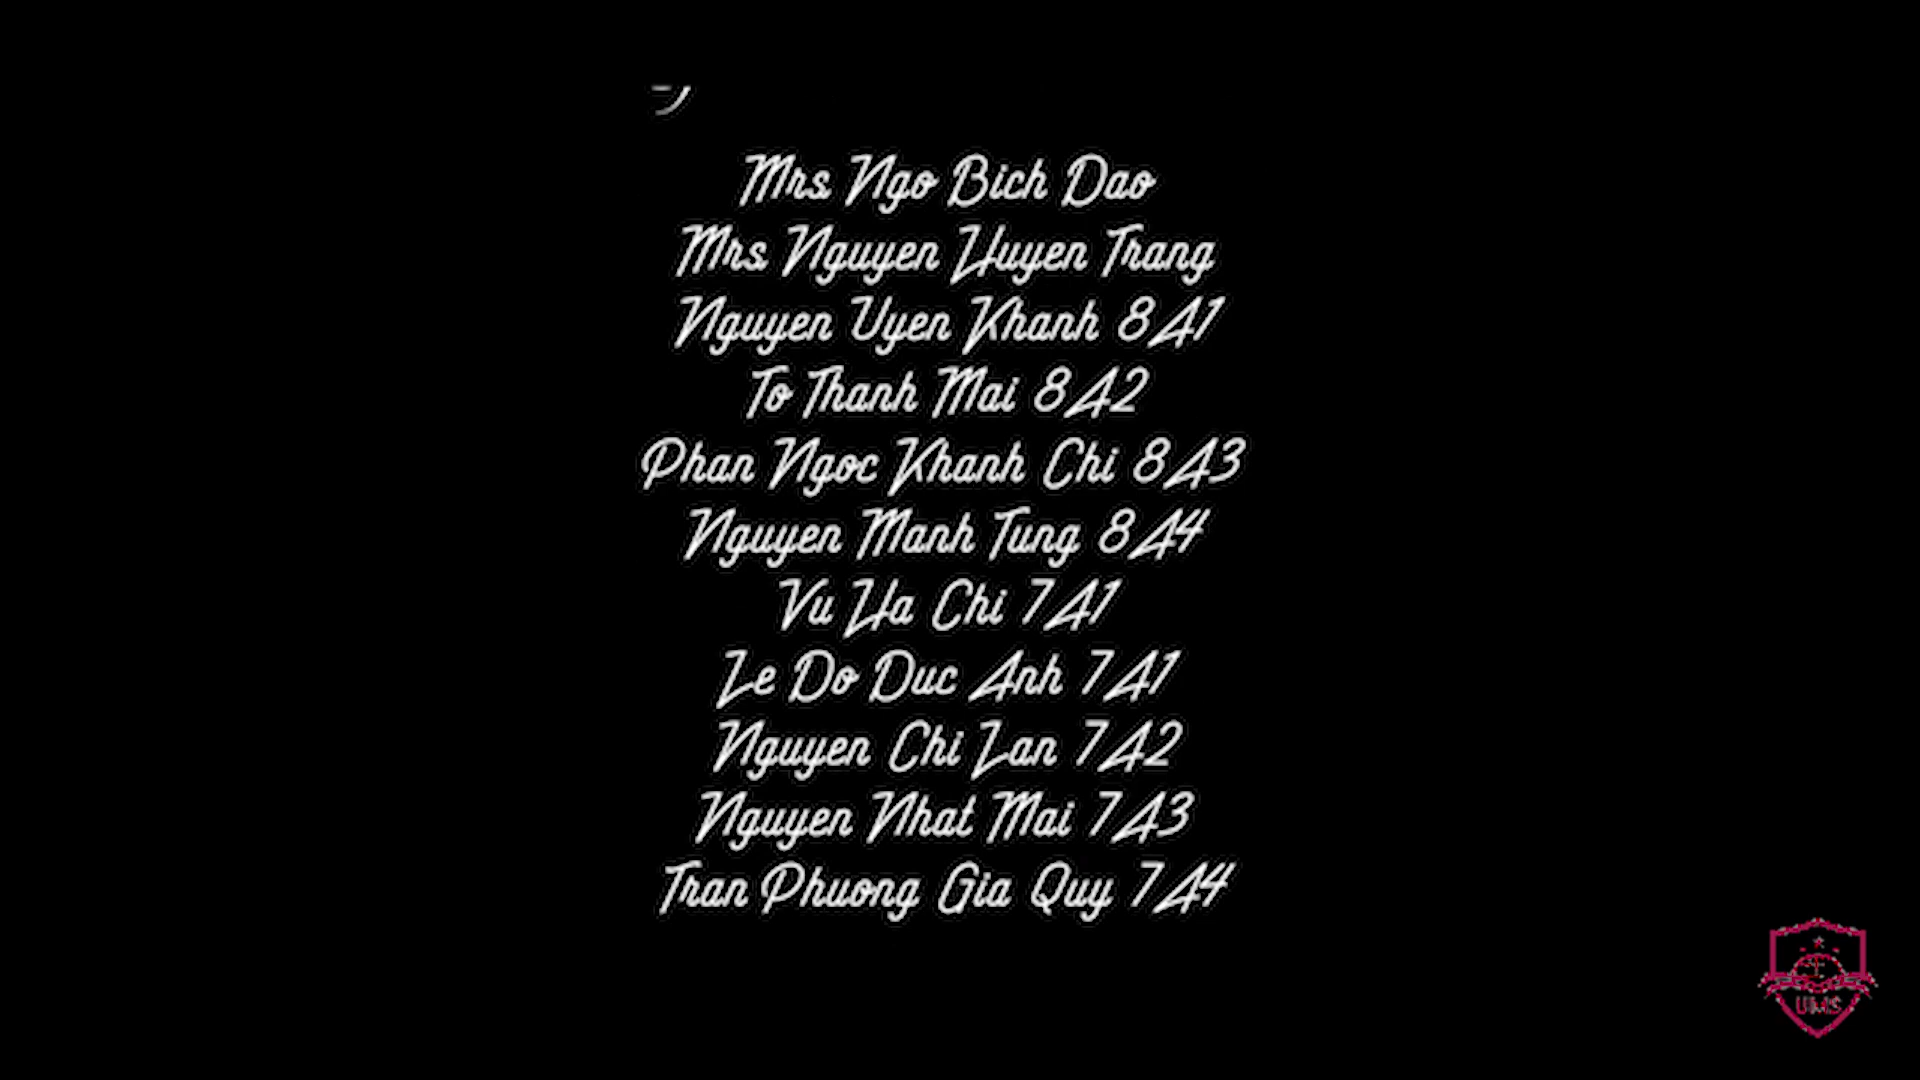 Mrs Ngo Bich Dao
Mrs Nguyen Huyen Trang
Nguyen Uyen Khanh 8A1
To Thanh Mai 8A2
Phan Ngoc Khanh Chi 8A3
Nguyen Manh Tung 8A4
Vu Ha Chi 7A1
Le Do Duc Anh 7A1
Nguyen Chi Lan 7A2
Nguyen Nhat Mai 7A3
Tran Phuong Gia Quy 7A4
UMS